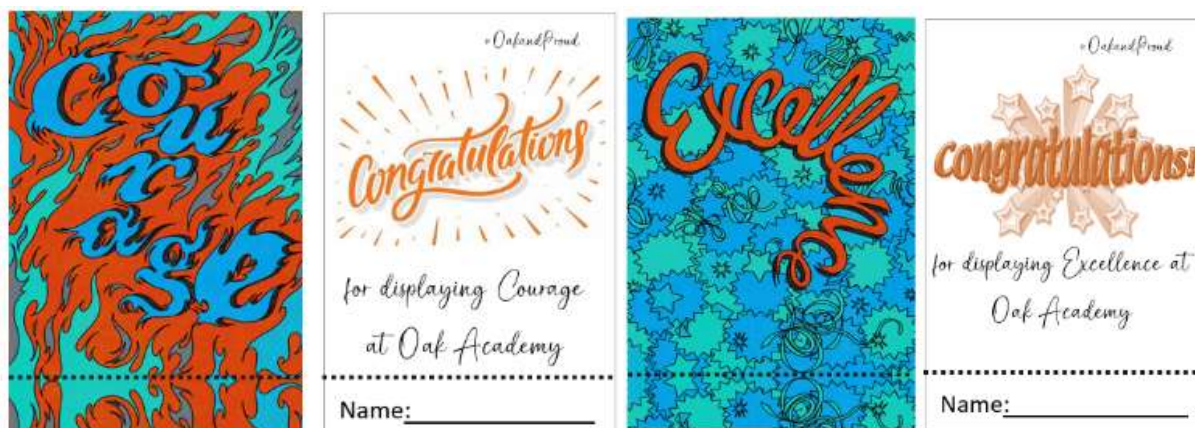 Courage
#OakandProud
Congratulations
for displaying Courage
at Oak Academy
Name:
Excellence
#OakandProud
Congratulations!
for displaying Excellence at
Oak Academy
Name: